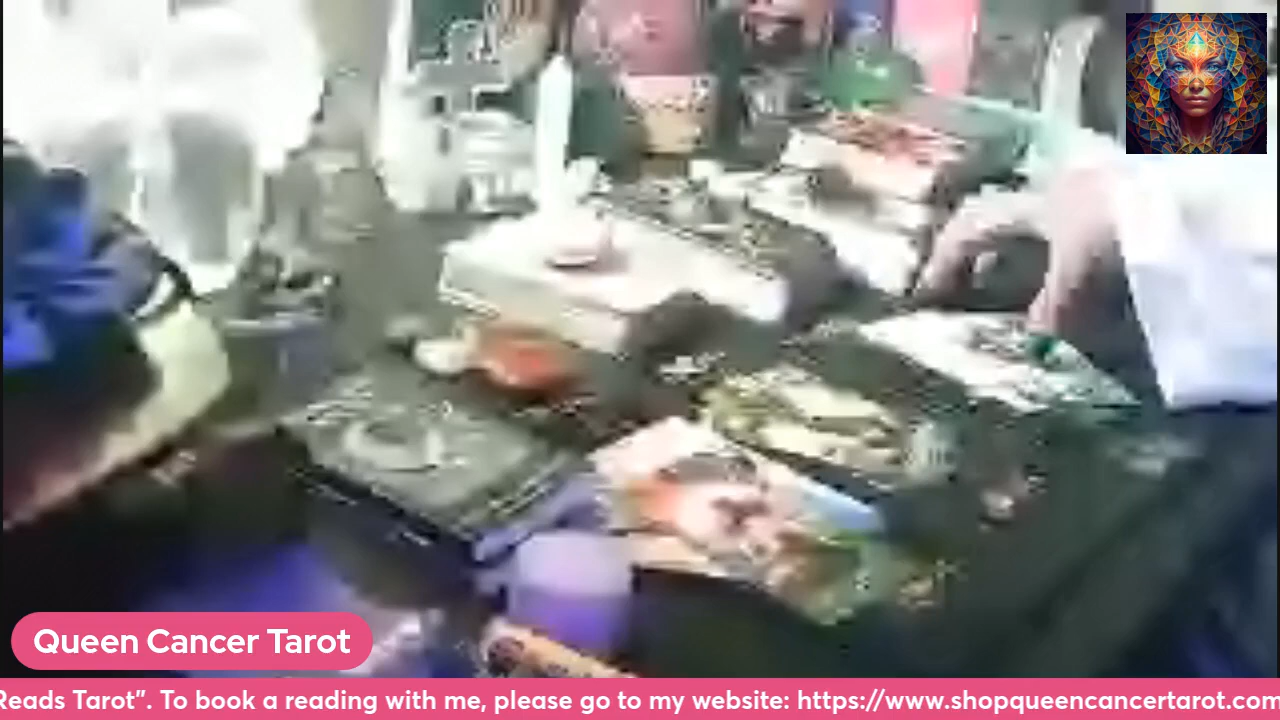 Queen Cancer Tarot
Reads Tarot”. To book a reading with me, please go to my website: https://www.shopqueencancertarot.com